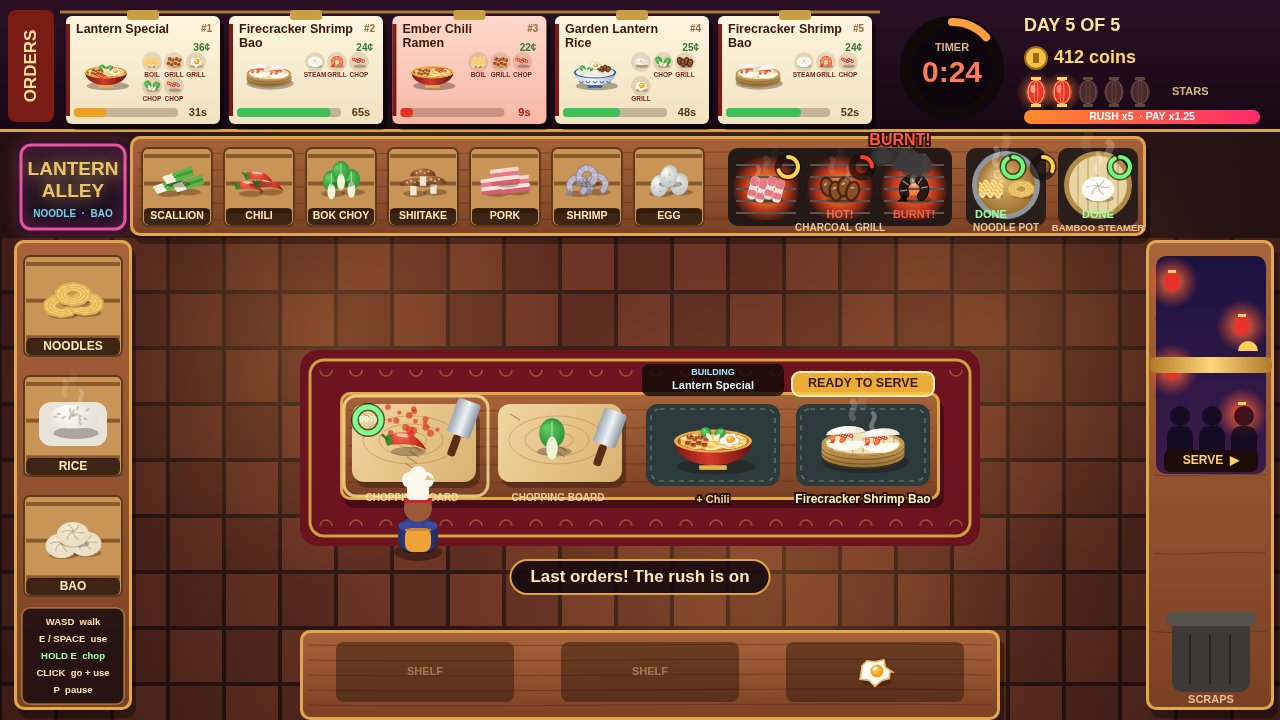 ORDERS
Lantern Special #1
36¢
BOIL GRILL GRILL
CHOP CHOP
31s
Firecracker Shrimp Bao #2
24¢
STEAM GRILL CHOP
65s
Ember Chili Ramen #3
22¢
BOIL GRILL CHOP
9s
Garden Lantern Rice #4
25¢
CHOP GRILL
GRILL
48s
Firecracker Shrimp Bao #5
24¢
STEAM GRILL CHOP
52s
TIMER
0:24
DAY 5 OF 5
412 coins
STARS
RUSH x5 · PAY x1.25
LANTERN
ALLEY
NOODLE · BAO
SCALLION
CHILI
BOK CHOY
SHIITAKE
PORK
SHRIMP
EGG
BURNT!
HOT!
BURNT!
CHARCOAL GRILL
DONE
NOODLE POT
DONE
BAMBOO STEAMER
NOODLES
RICE
BAO
WASD walk
E / SPACE use
HOLD E chop
CLICK go + use
P pause
BUILDING
Lantern Special
READY TO SERVE
CHOPPING BOARD
+ Chili
Firecracker Shrimp Bao
Last orders! The rush is on
SHELF
SHELF
SERVE ▶
SCRAPS